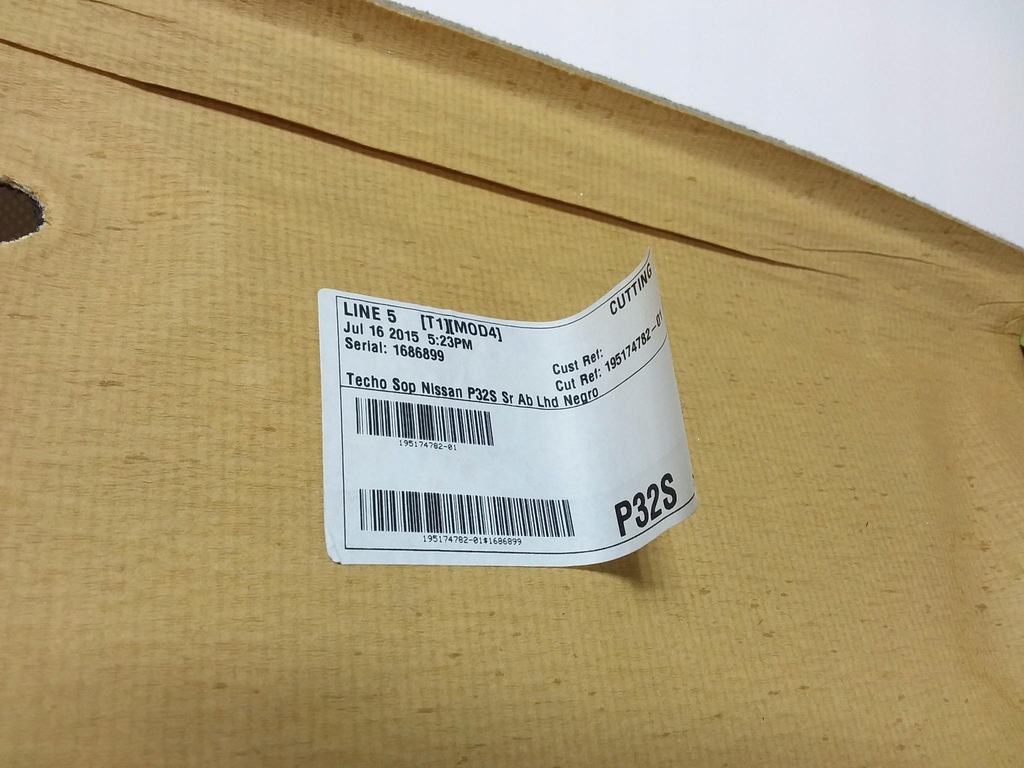 LINE 5 [T1][MOD4] CUTTING
Jul 16 2015 5:23PM
Serial: 1686899
Cust Ref:
Cut Ref: 195174782-01
Techo Sop Nissan P32S Sr Ab Lhd Negro
195174782-01
195174782-01$1686899
P32S